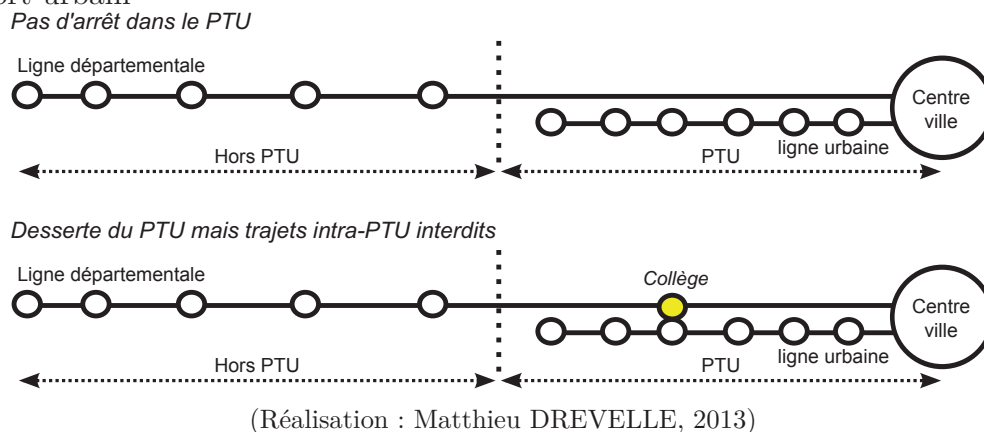 Pas d'arrêt dans le PTU
Ligne départementale
Centre
ville
Hors PTU
PTU
ligne urbaine
Desserte du PTU mais trajets intra-PTU interdits
Ligne départementale
Collège
Centre
ville
Hors PTU
PTU
ligne urbaine
(Réalisation : Matthieu DREVELLE, 2013)